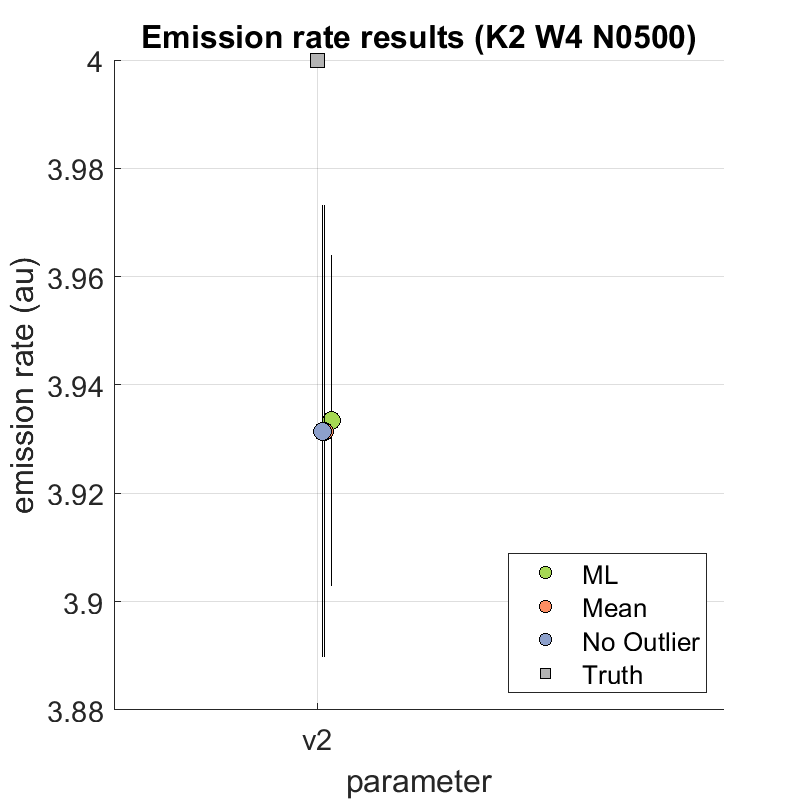 Emission rate results (K2 W4 N0500)
4
3.98
3.96
3.94
3.92
3.9
3.88
emission rate (au)
ML
Mean
No Outlier
Truth
v2
parameter